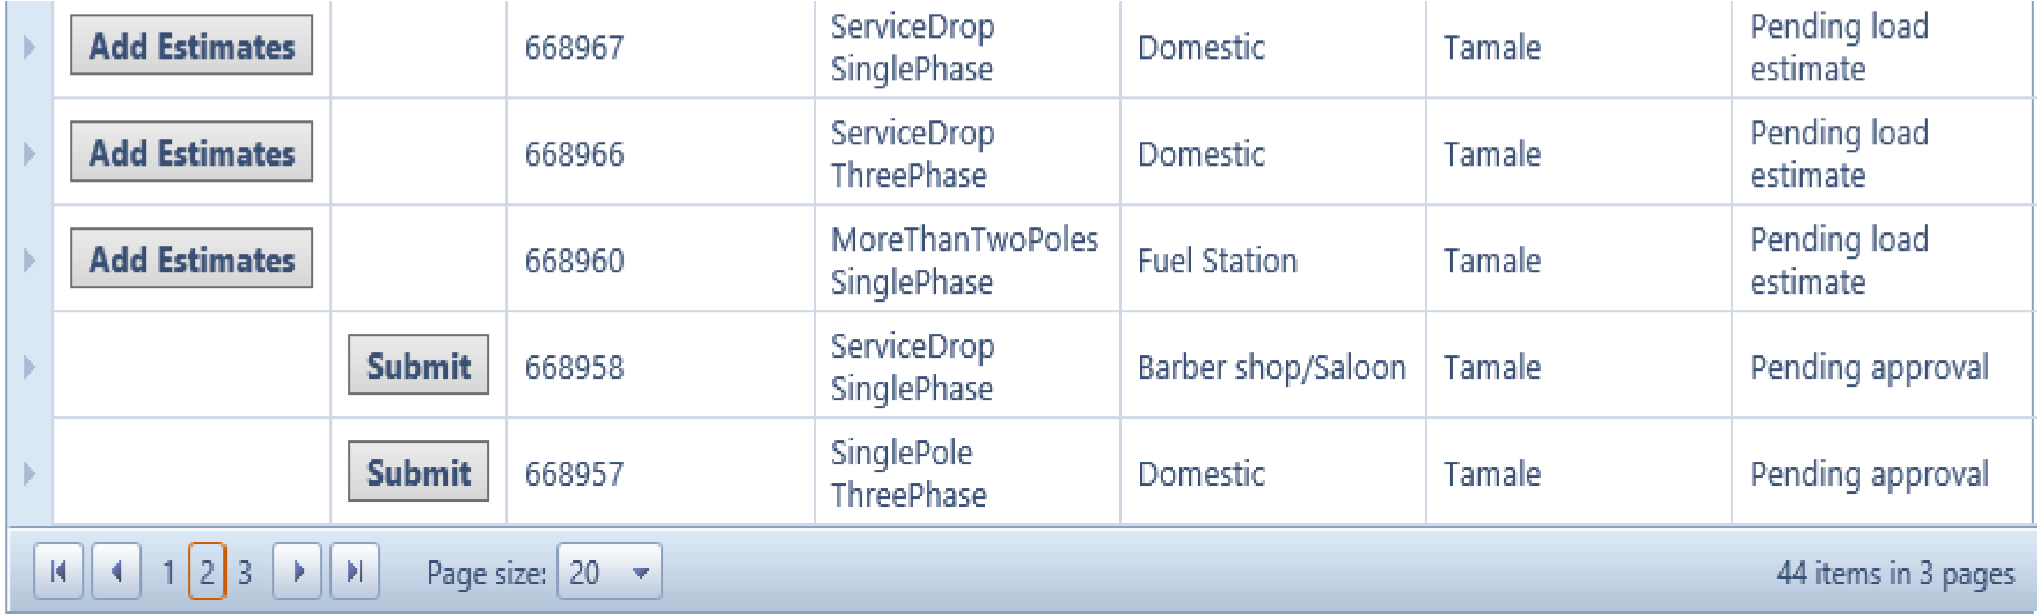 Add Estimates 668967 ServiceDrop SinglePhase Domestic Tamale Pending load estimate
Add Estimates 668966 ServiceDrop ThreePhase Domestic Tamale Pending load estimate
Add Estimates 668960 MoreThanTwoPoles SinglePhase Fuel Station Tamale Pending load estimate
Submit 668958 ServiceDrop SinglePhase Barber shop/Saloon Tamale Pending approval
Submit 668957 SinglePole ThreePhase Domestic Tamale Pending approval
1 2 3 Page size: 20 44 items in 3 pages